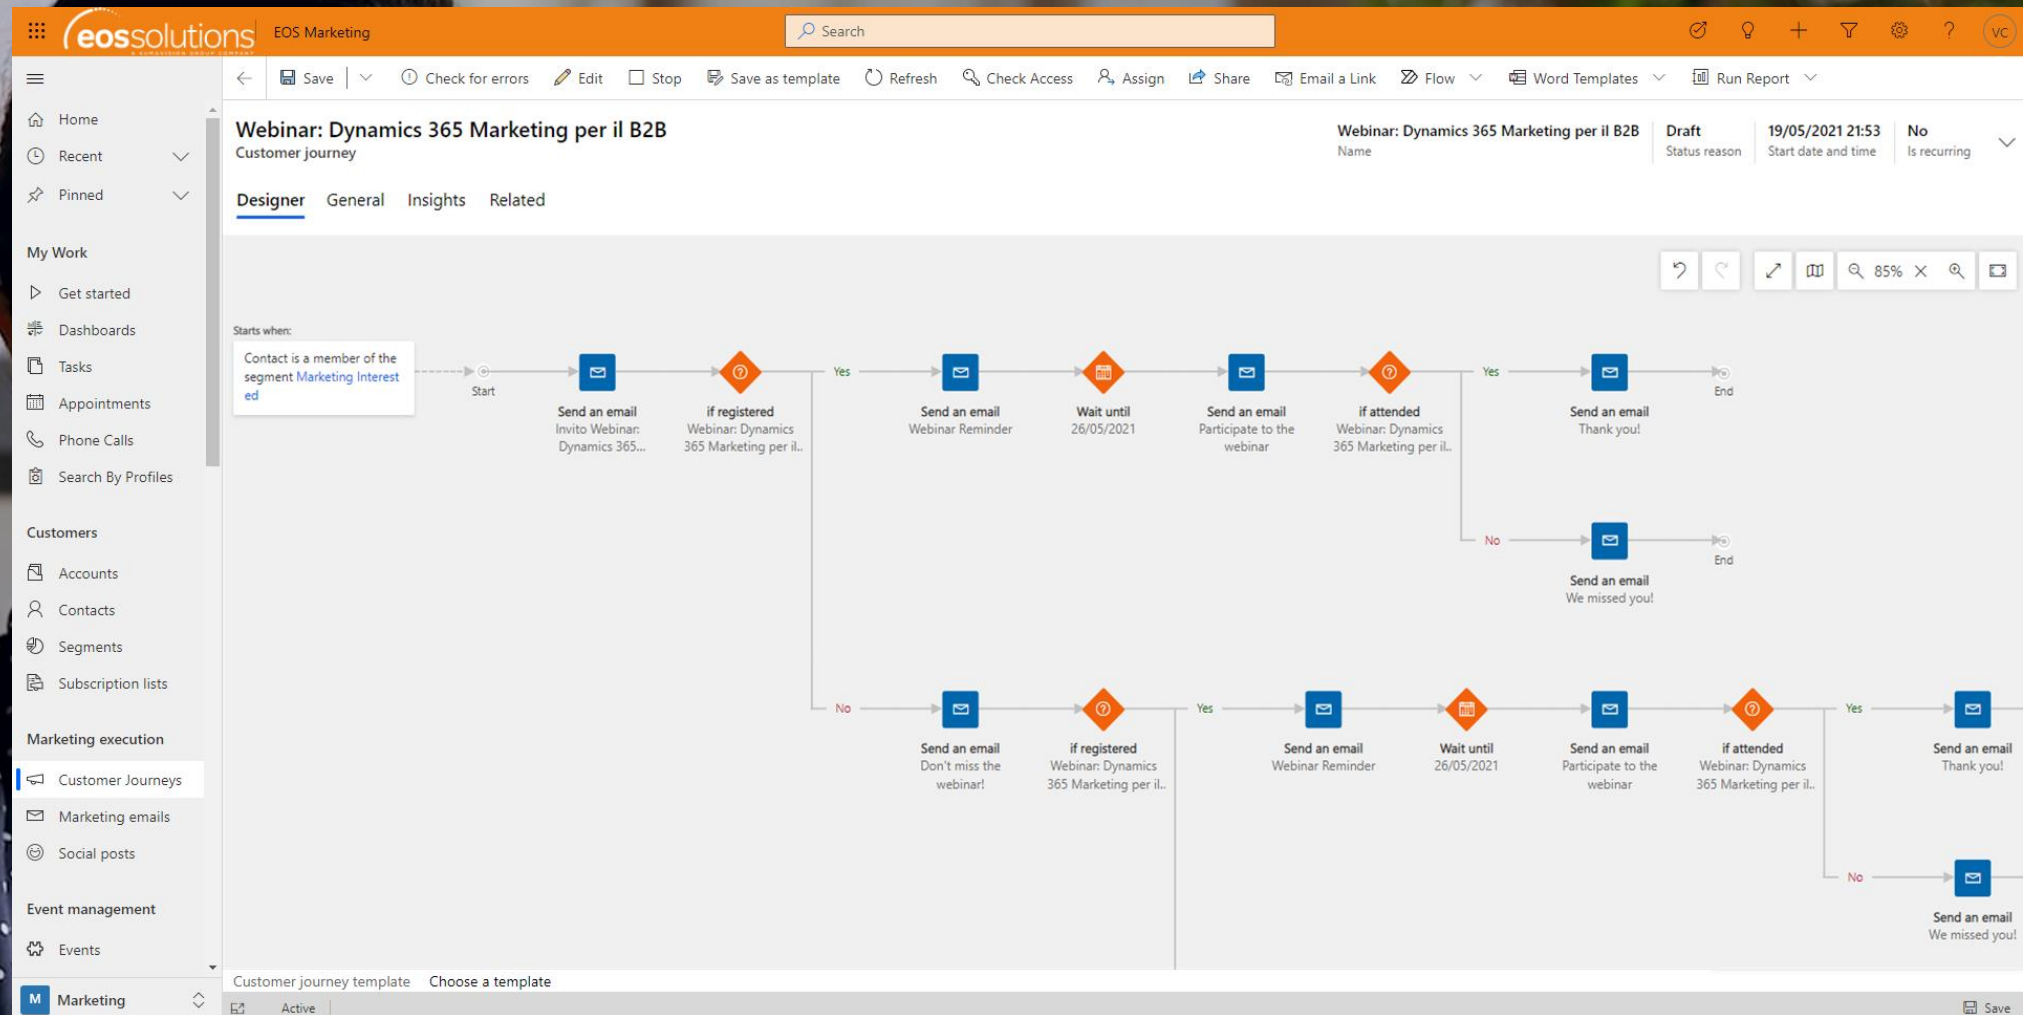 eossolutions
A KUMAVISION GROUP COMPANY
EOS Marketing
Search
VC
Save
Check for errors
Edit
Stop
Save as template
Refresh
Check Access
Assign
Share
Email a Link
Flow
Word Templates
Run Report
Home
Recent
Pinned
My Work
Get started
Dashboards
Tasks
Appointments
Phone Calls
Search By Profiles
Customers
Accounts
Contacts
Segments
Subscription lists
Marketing execution
Customer Journeys
Marketing emails
Social posts
Event management
Events
M Marketing
Webinar: Dynamics 365 Marketing per il B2B
Customer journey
Webinar: Dynamics 365 Marketing per il B2B
Name
Draft
Status reason
19/05/2021 21:53
Start date and time
No
Is recurring
Designer General Insights Related
85%
Starts when:
Contact is a member of the
segment Marketing Interest
ed
Start
Send an email
Invito Webinar:
Dynamics 365...
if registered
Webinar: Dynamics
365 Marketing per il..
Yes
Send an email
Webinar Reminder
Wait until
26/05/2021
Send an email
Participate to the
webinar
if attended
Webinar: Dynamics
365 Marketing per il..
Yes
Send an email
Thank you!
End
No
Send an email
We missed you!
End
No
Send an email
Don't miss the
webinar!
if registered
Webinar: Dynamics
365 Marketing per il..
Yes
Send an email
Webinar Reminder
Wait until
26/05/2021
Send an email
Participate to the
webinar
if attended
Webinar: Dynamics
365 Marketing per il..
Yes
Send an email
Thank you!
No
Send an email
We missed you!
Customer journey template Choose a template
Active
Save